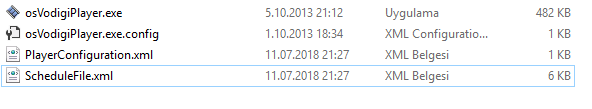 osVodigiPlayer.exe 5.10.2013 21:12 Uygulama 482 KB
osVodigiPlayer.exe.config 1.10.2013 18:34 XML Configuratio... 1 KB
PlayerConfiguration.xml 11.07.2018 21:27 XML Belgesi 1 KB
ScheduleFile.xml 11.07.2018 21:27 XML Belgesi 6 KB